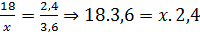 18/x = 2,4/3,6 ⇒ 18.3,6 = x. 2,4